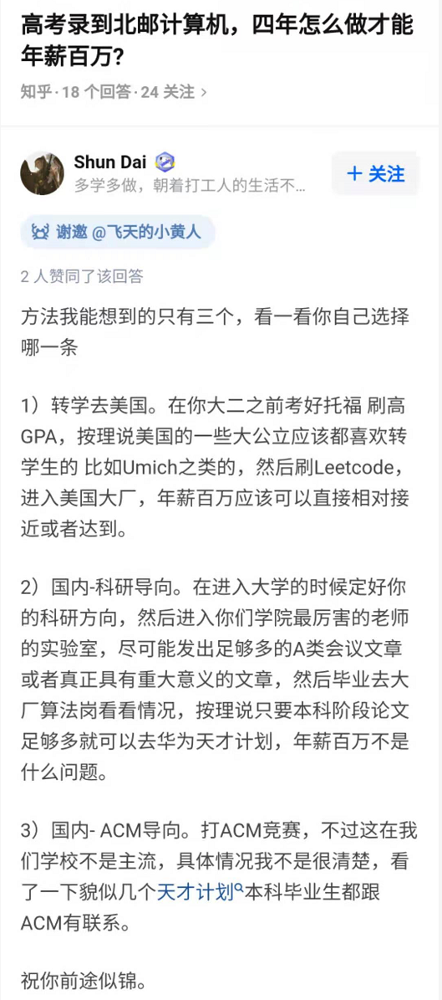 高考录到北邮计算机，四年怎么做才能
年薪百万？
知乎·18 个回答·24 关注 >
Shun Dai
多学多做，朝着打工人的生活不...
＋ 关注
谢邀 @飞天的小黄人
2 人赞同了该回答
方法我能想到的只有三个，看一看你自己选择
哪一条
1）转学去美国。在你大二之前考好托福 刷高
GPA，按理说美国的一些大公立应该都喜欢转
学生的 比如Umich之类的，然后刷Leetcode，
进入美国大厂，年薪百万应该可以直接相对接
近或者达到。
2）国内-科研导向。在进入大学的时候定好你
的科研方向，然后进入你们学院最厉害的老师
的实验室，尽可能发出足够多的A类会议文章
或者真正具有重大意义的文章，然后毕业去大
厂算法岗看看情况，按理说只要本科阶段论文
足够多就可以去华为天才计划，年薪百万不是
什么问题。
3）国内- ACM导向。打ACM竞赛，不过这在我
们学校不是主流，具体情况我不是很清楚，看
了一下貌似几个天才计划本科毕业生都跟
ACM有联系。
祝你前途似锦。